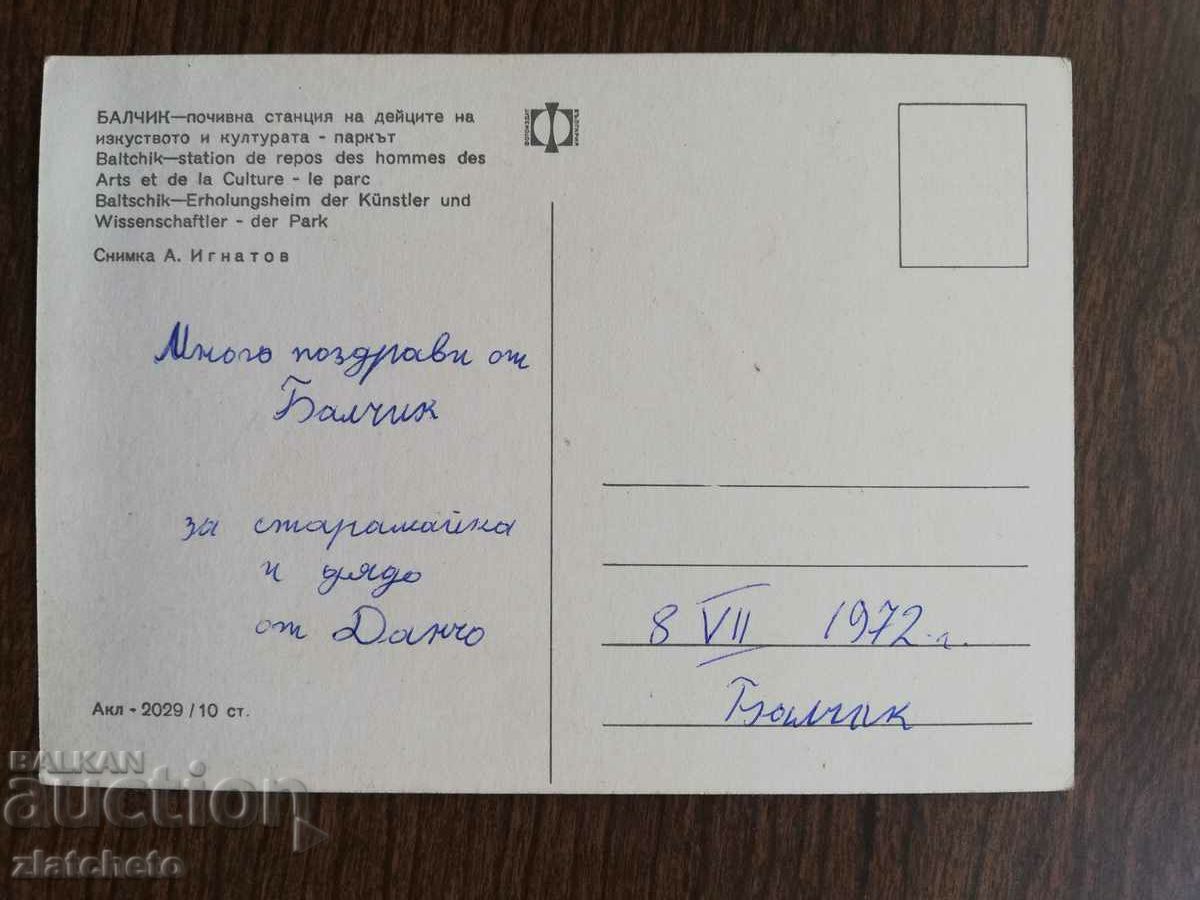 БАЛЧИК—почивна станция на дейците на
изкуството и културата - паркът
Baltchik—station de repos des hommes des
Arts et de la Culture - le parc
Baltschik—Erholungsheim der Künstler und
Wissenschaftler - der Park
Снимка А. Игнатов
Много поздрави от
Балчик
за старамайка
и дядо
от Данчо
Акл - 2029/10 ст.
8 VII 1972 г.
Балчик
BALKAN
auction
zlatcheto